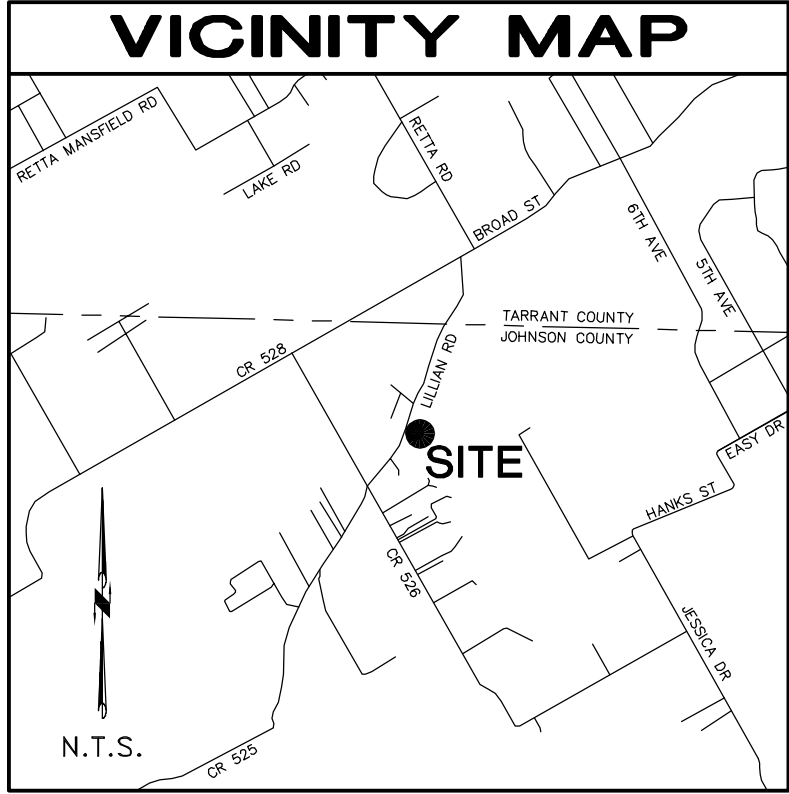 VICINITY MAP
RETTA MANSFIELD RD
LAKE RD
RETTA RD
BROAD ST
6TH AVE
5TH AVE
TARRANT COUNTY
JOHNSON COUNTY
CR 528
LILLIAN RD
SITE
EASY DR
HANKS ST
CR 526
JESSICA DR
N
N.T.S.
CR 525